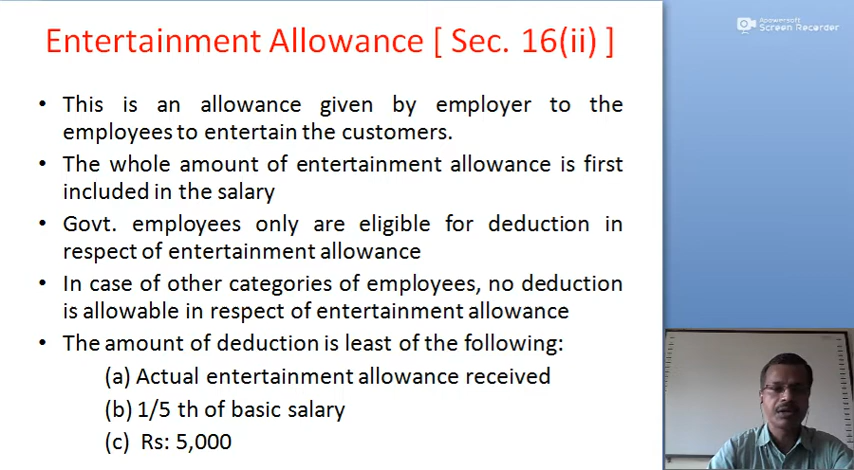 Entertainment Allowance [ Sec. 16(ii) ]
Apowersoft
Screen Recorder
• This is an allowance given by employer to the
employees to entertain the customers.
• The whole amount of entertainment allowance is first
included in the salary
• Govt. employees only are eligible for deduction in
respect of entertainment allowance
• In case of other categories of employees, no deduction
is allowable in respect of entertainment allowance
• The amount of deduction is least of the following:
(a) Actual entertainment allowance received
(b) 1/5 th of basic salary
(c) Rs: 5,000